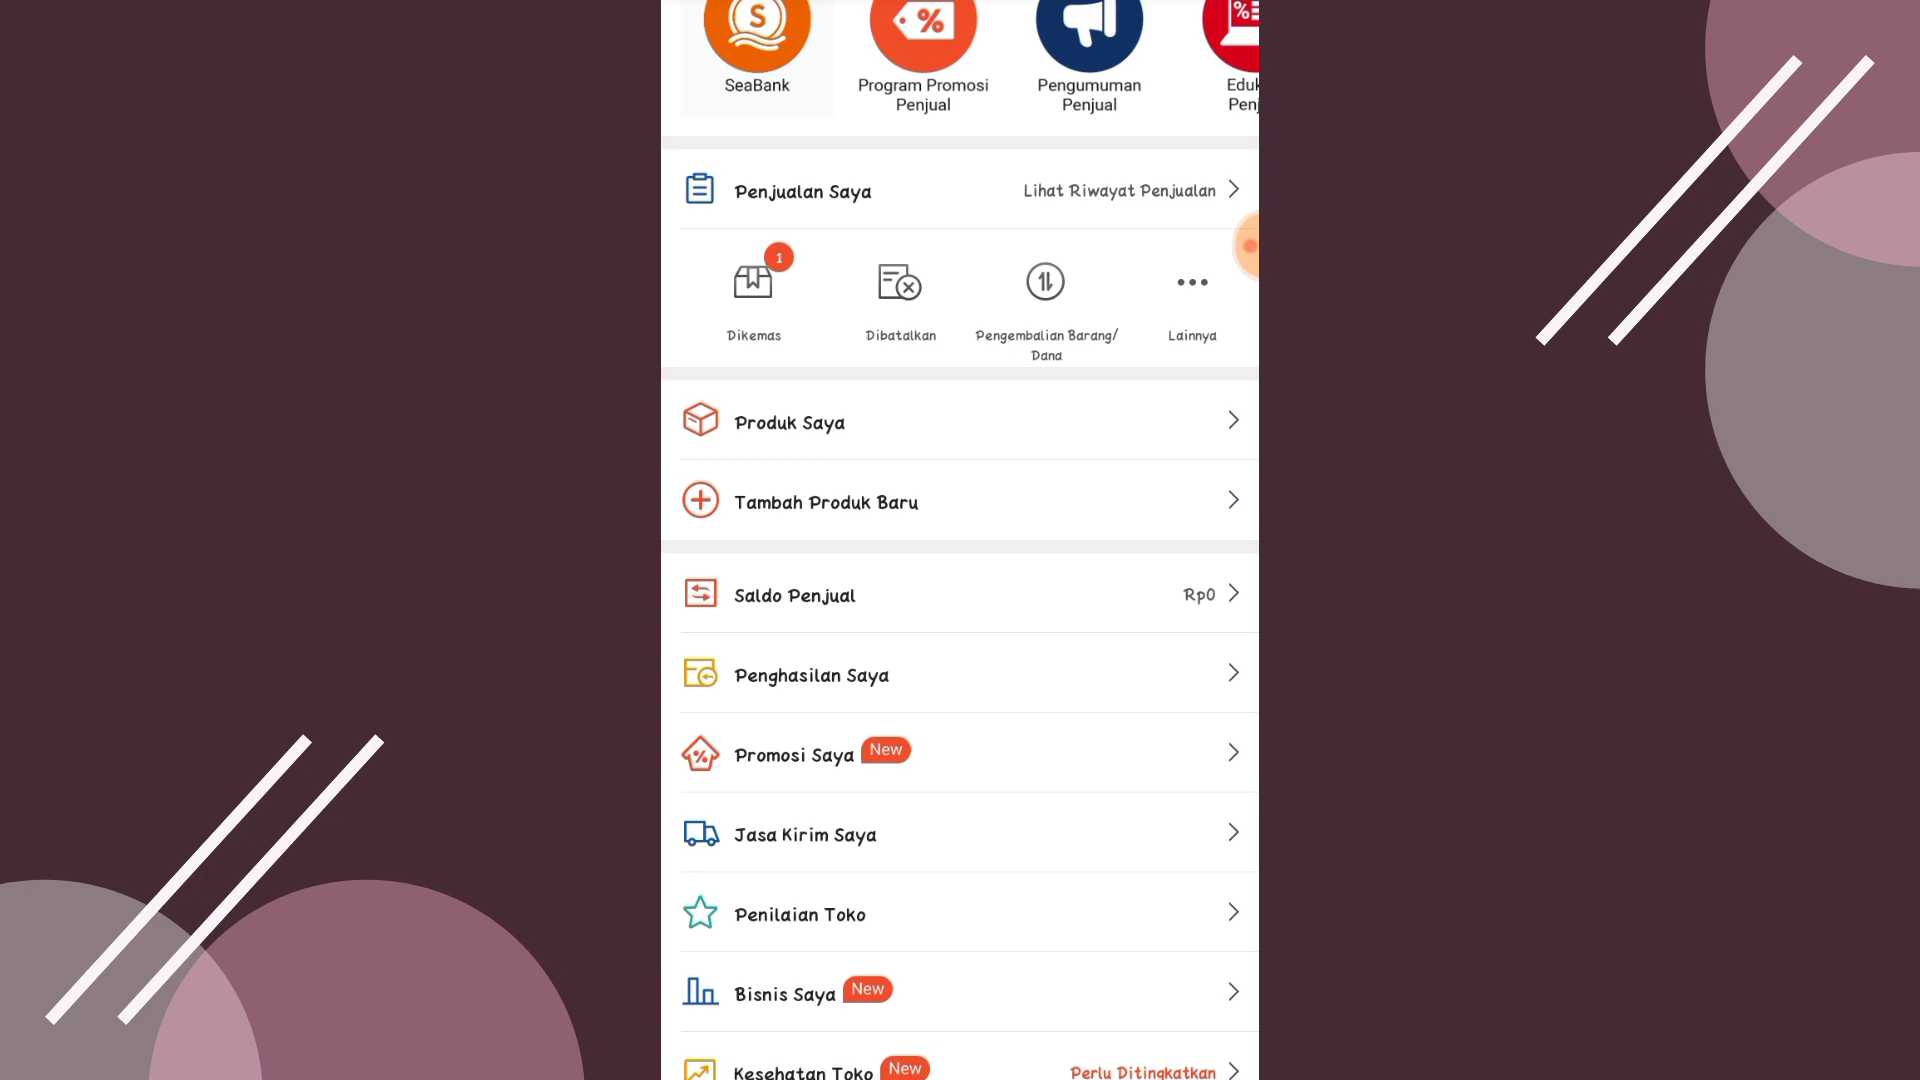 SeaBank
Program Promosi
Penjual
Pengumuman
Penjual
Penjualan Saya
Lihat Riwayat Penjualan
1
Dikemas
Dibatalkan
Pengembalian Barang/
Dana
Lainnya
Produk Saya
Tambah Produk Baru
Saldo Penjual
Rp0
Penghasilan Saya
Promosi Saya New
Jasa Kirim Saya
Penilaian Toko
Bisnis Saya New
Kesehatan Toko New
Perlu Ditingkatkan